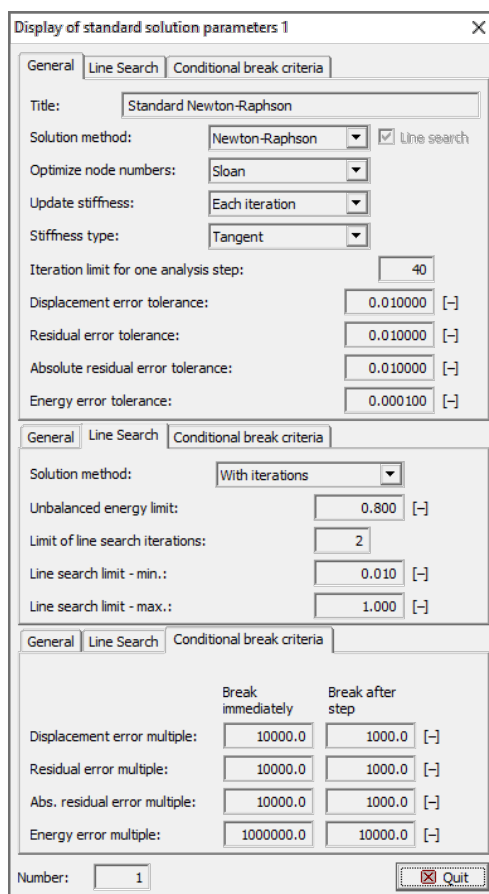 Display of standard solution parameters 1
General Line Search Conditional break criteria
Title: Standard Newton-Raphson
Solution method: Newton-Raphson Line search
Optimize node numbers: Sloan
Update stiffness: Each iteration
Stiffness type: Tangent
Iteration limit for one analysis step: 40
Displacement error tolerance: 0.010000 [–]
Residual error tolerance: 0.010000 [–]
Absolute residual error tolerance: 0.010000 [–]
Energy error tolerance: 0.000100 [–]
General Line Search Conditional break criteria
Solution method: With iterations
Unbalanced energy limit: 0.800 [–]
Limit of line search iterations: 2
Line search limit - min.: 0.010 [–]
Line search limit - max.: 1.000 [–]
General Line Search Conditional break criteria
Break Break after
immediately step
Displacement error multiple: 10000.0 1000.0 [–]
Residual error multiple: 10000.0 1000.0 [–]
Abs. residual error multiple: 10000.0 1000.0 [–]
Energy error multiple: 1000000.0 10000.0 [–]
Number: 1 Quit